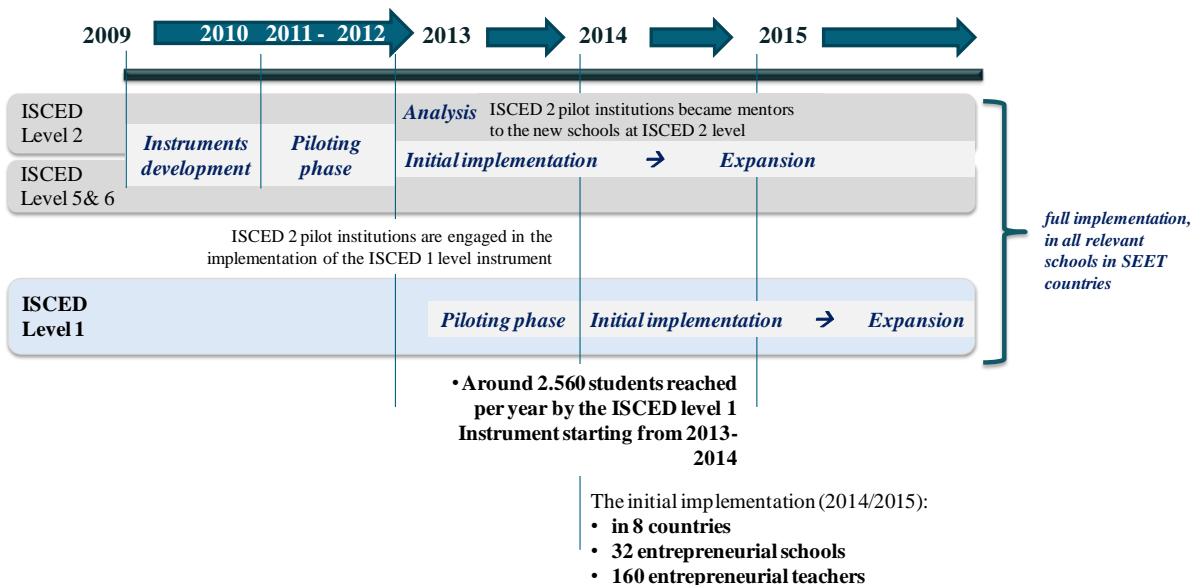 2009 2010 2011 - 2012 2013 2014 2015
ISCED
Level 2
Analysis
ISCED 2 pilot institutions became mentors
to the new schools at ISCED 2 level
Instruments
development
Piloting
phase
Initial implementation → Expansion
ISCED
Level 5& 6
full implementation,
in all relevant
schools in SEET
countries
ISCED 2 pilot institutions are engaged in the
implementation of the ISCED 1 level instrument
ISCED
Level 1
Piloting phase Initial implementation → Expansion
• Around 2.560 students reached
per year by the ISCED level 1
Instrument starting from 2013-
2014
The initial implementation (2014/2015):
• in 8 countries
• 32 entrepreneurial schools
• 160 entrepreneurial teachers